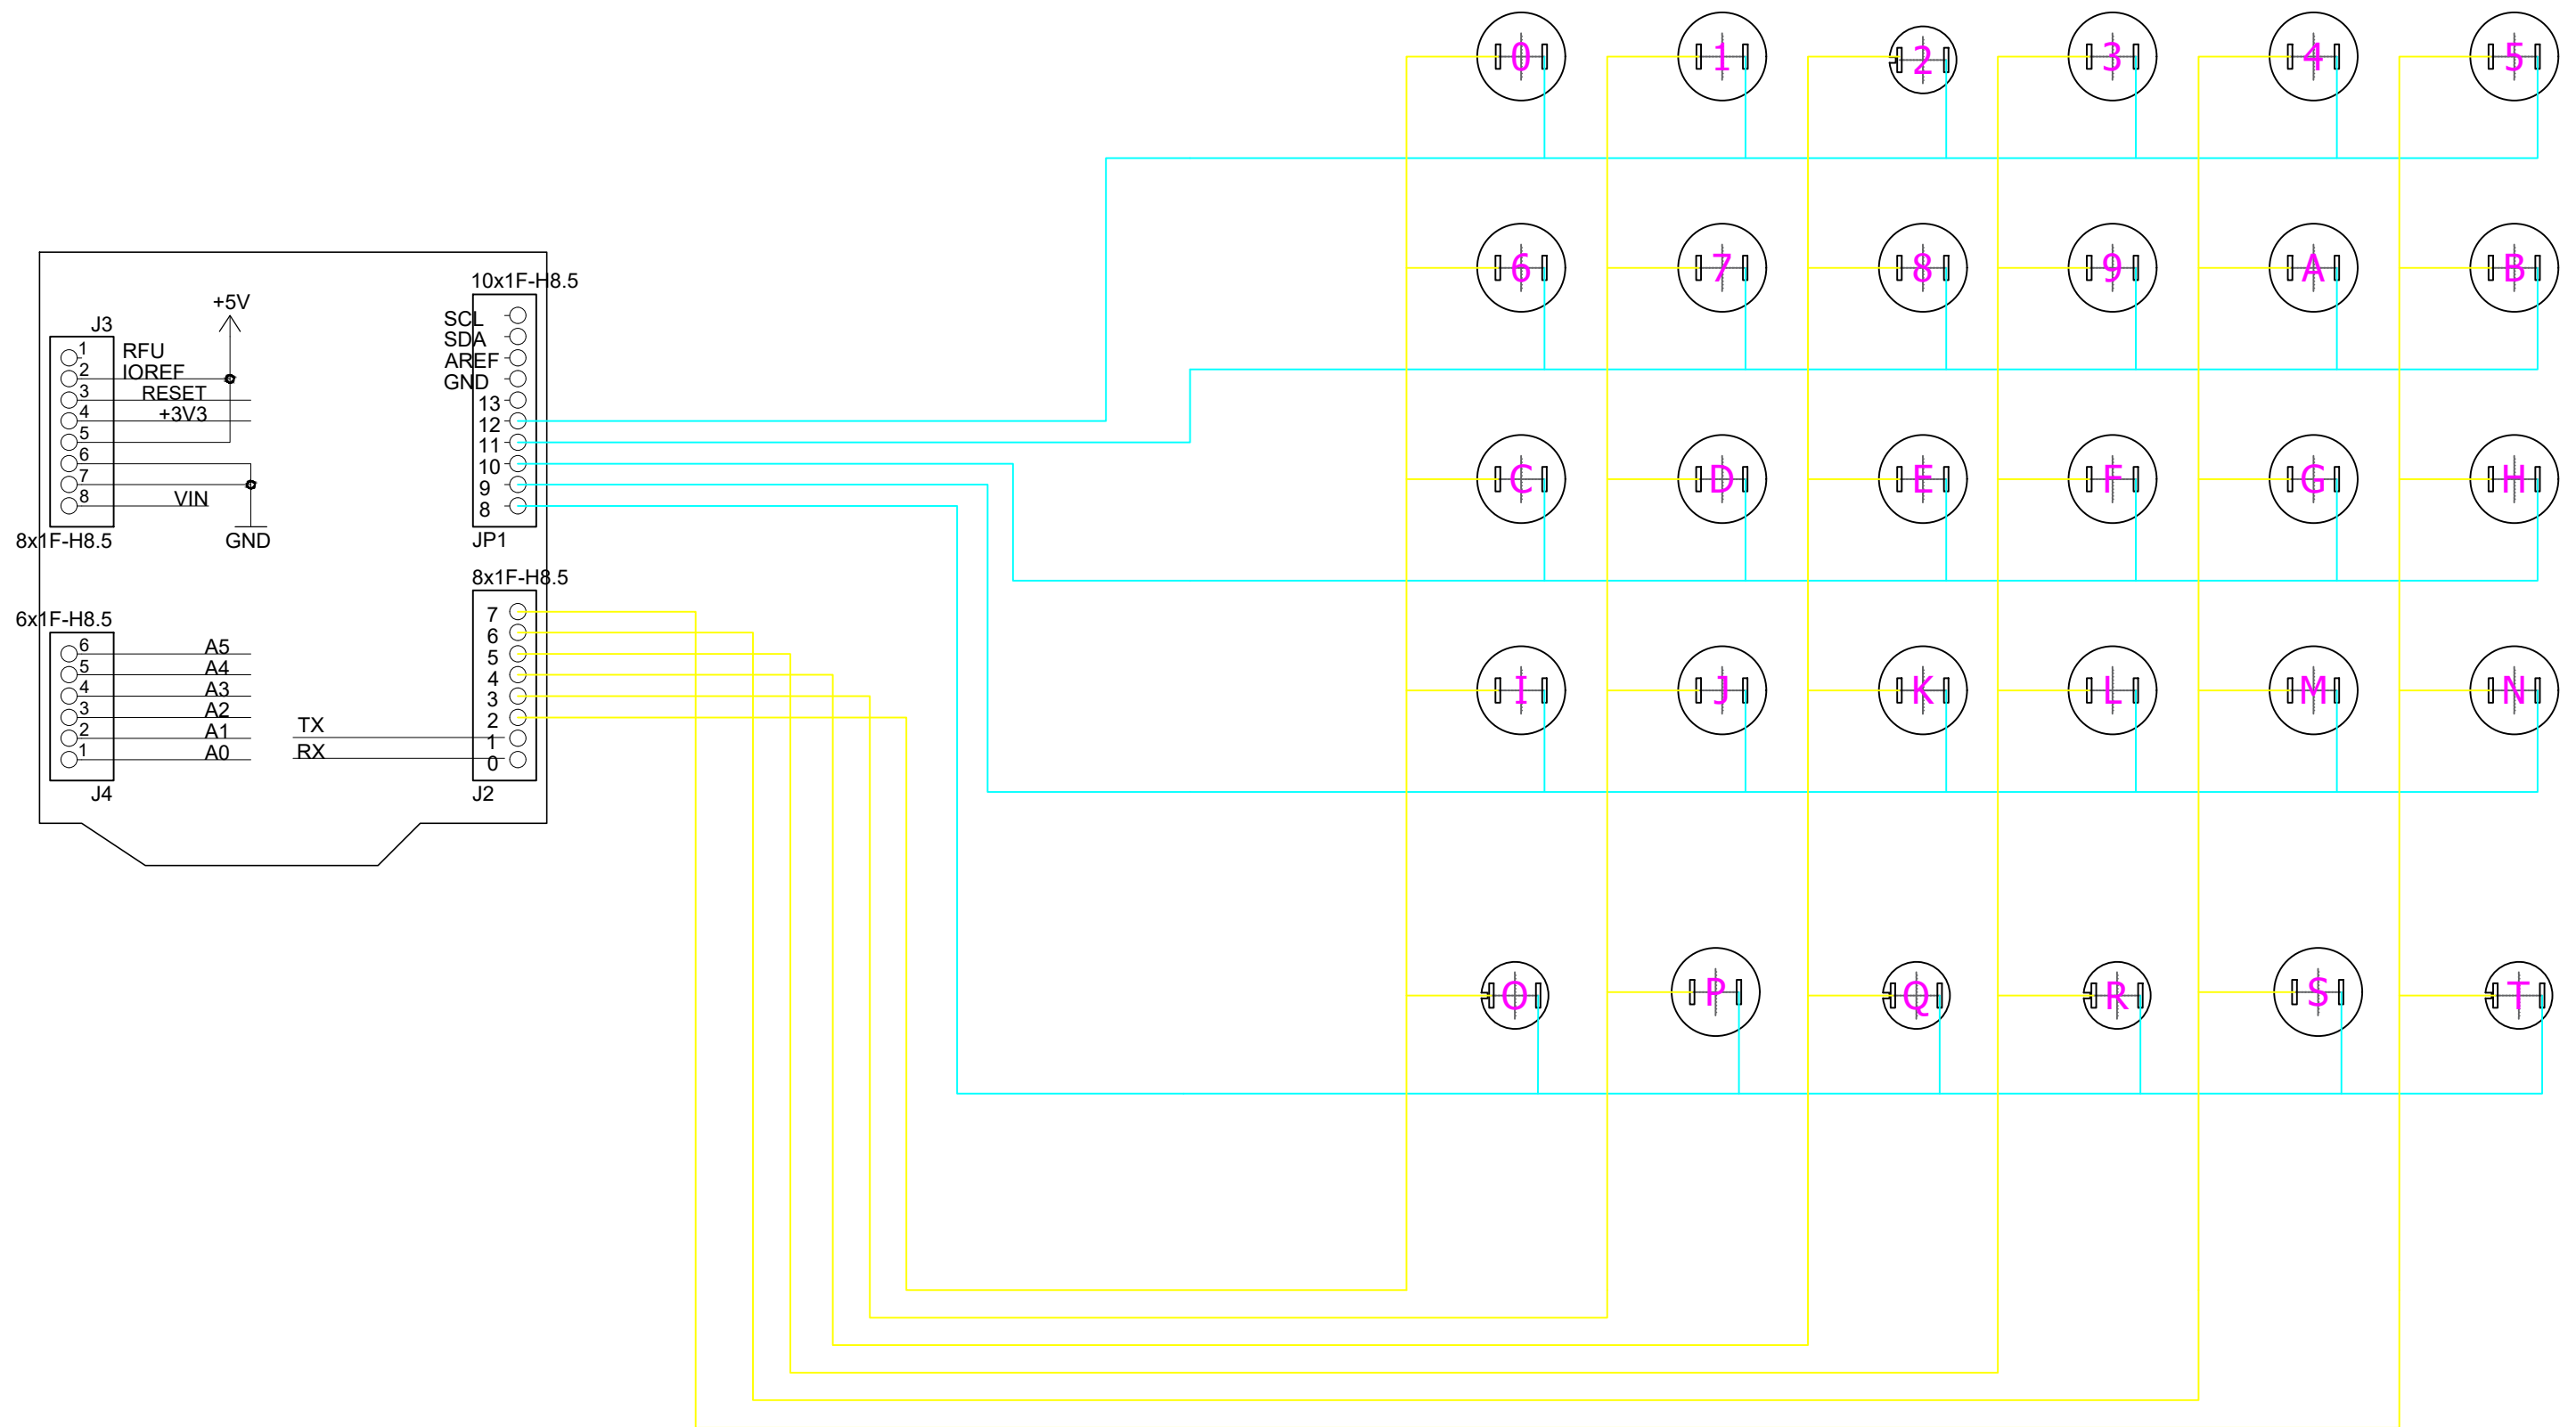 0 1 2 3 4 5
6 7 8 9 A B
C D E F G H
I J K L M N
O P Q R S T
+5V
J3
1 RFU
2 IOREF
3 RESET
4 +3V3
5
6
7
8 VIN
8x1F-H8.5
GND
10x1F-H8.5
SCL
SDA
AREF
GND
13
12
11
10
9
8
JP1
6x1F-H8.5
6 A5
5 A4
4 A3
3 A2
2 A1
1 A0
J4
8x1F-H8.5
7
6
5
4
3
2
TX 1
RX 0
J2